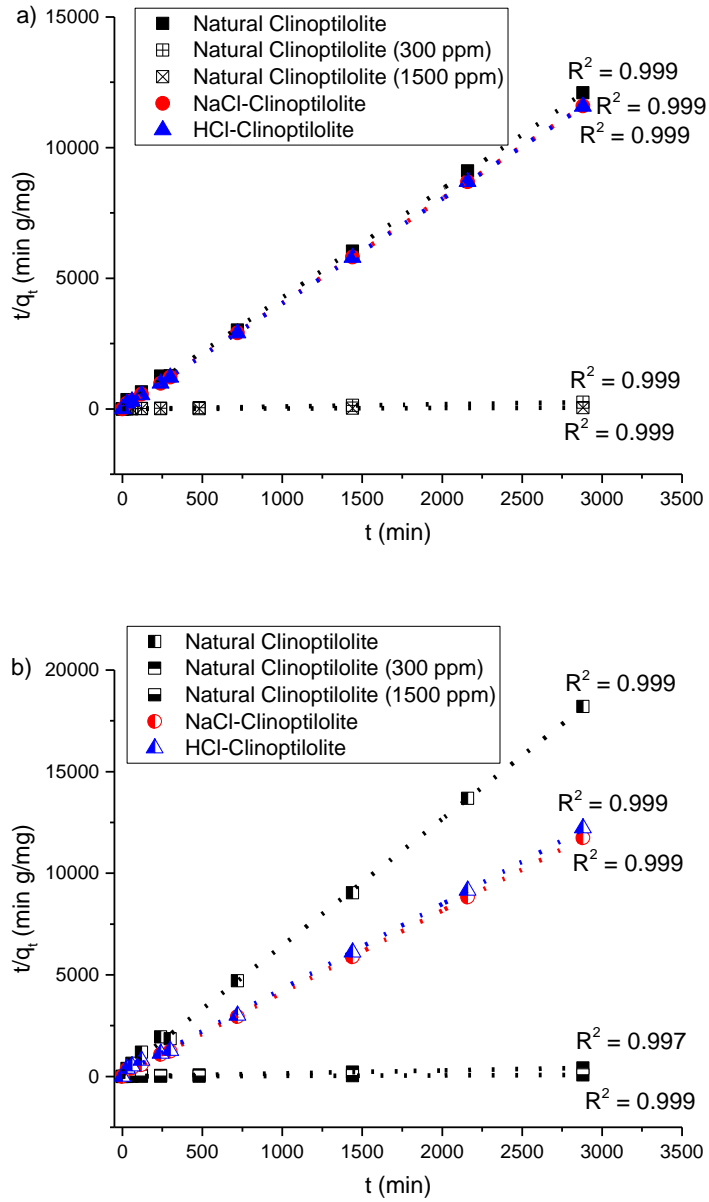 a)
Natural Clinoptilolite
Natural Clinoptilolite (300 ppm)
Natural Clinoptilolite (1500 ppm)
NaCl-Clinoptilolite
HCl-Clinoptilolite
R² = 0.999
R² = 0.999
R² = 0.999
R² = 0.999
R² = 0.999
15000
10000
5000
0
t/qₜ (min g/mg)
0 500 1000 1500 2000 2500 3000 3500
t (min)
b)
Natural Clinoptilolite
Natural Clinoptilolite (300 ppm)
Natural Clinoptilolite (1500 ppm)
NaCl-Clinoptilolite
HCl-Clinoptilolite
R² = 0.999
R² = 0.999
R² = 0.999
R² = 0.997
R² = 0.999
20000
15000
10000
5000
0
t/qₜ (min g/mg)
0 500 1000 1500 2000 2500 3000 3500
t (min)